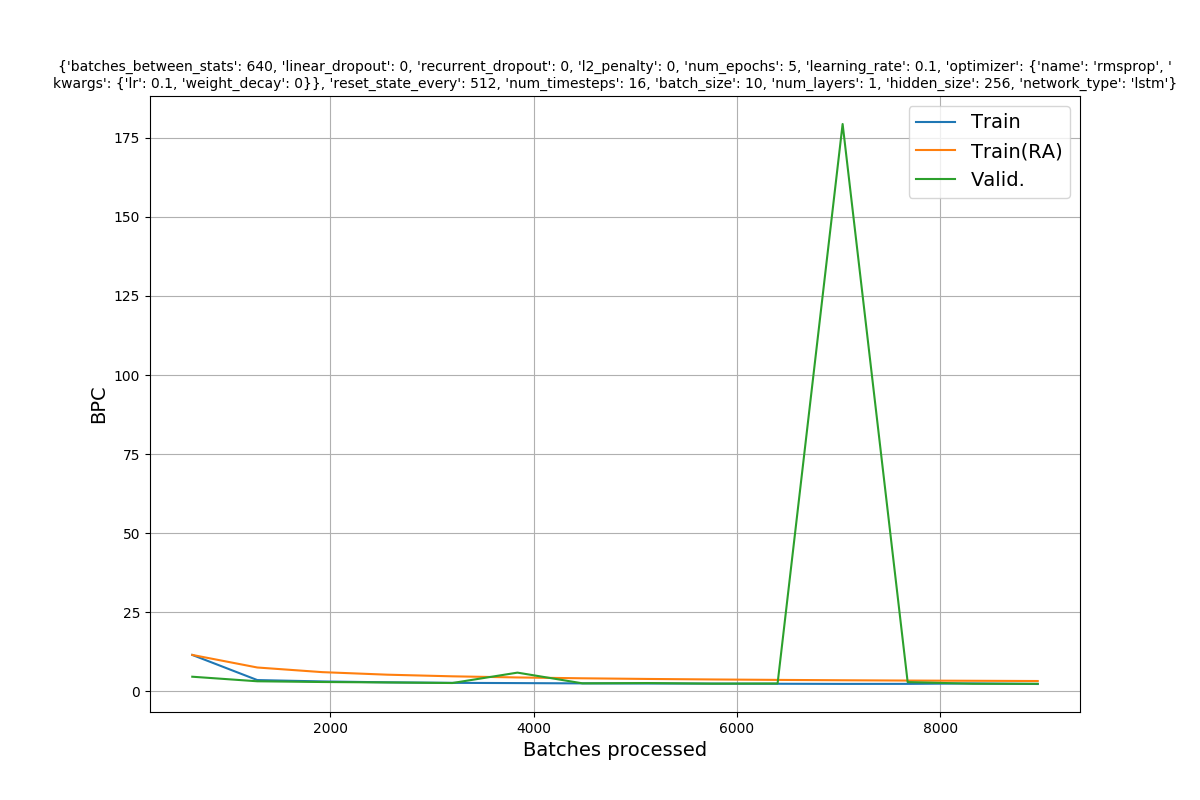 {'batches_between_stats': 640, 'linear_dropout': 0, 'recurrent_dropout': 0, 'l2_penalty': 0, 'num_epochs': 5, 'learning_rate': 0.1, 'optimizer': {'name': 'rmsprop', '
kwargs': {'lr': 0.1, 'weight_decay': 0}}, 'reset_state_every': 512, 'num_timesteps': 16, 'batch_size': 10, 'num_layers': 1, 'hidden_size': 256, 'network_type': 'lstm'}
Train
Train(RA)
Valid.
175
150
125
100
75
50
25
0
BPC
2000 4000 6000 8000
Batches processed